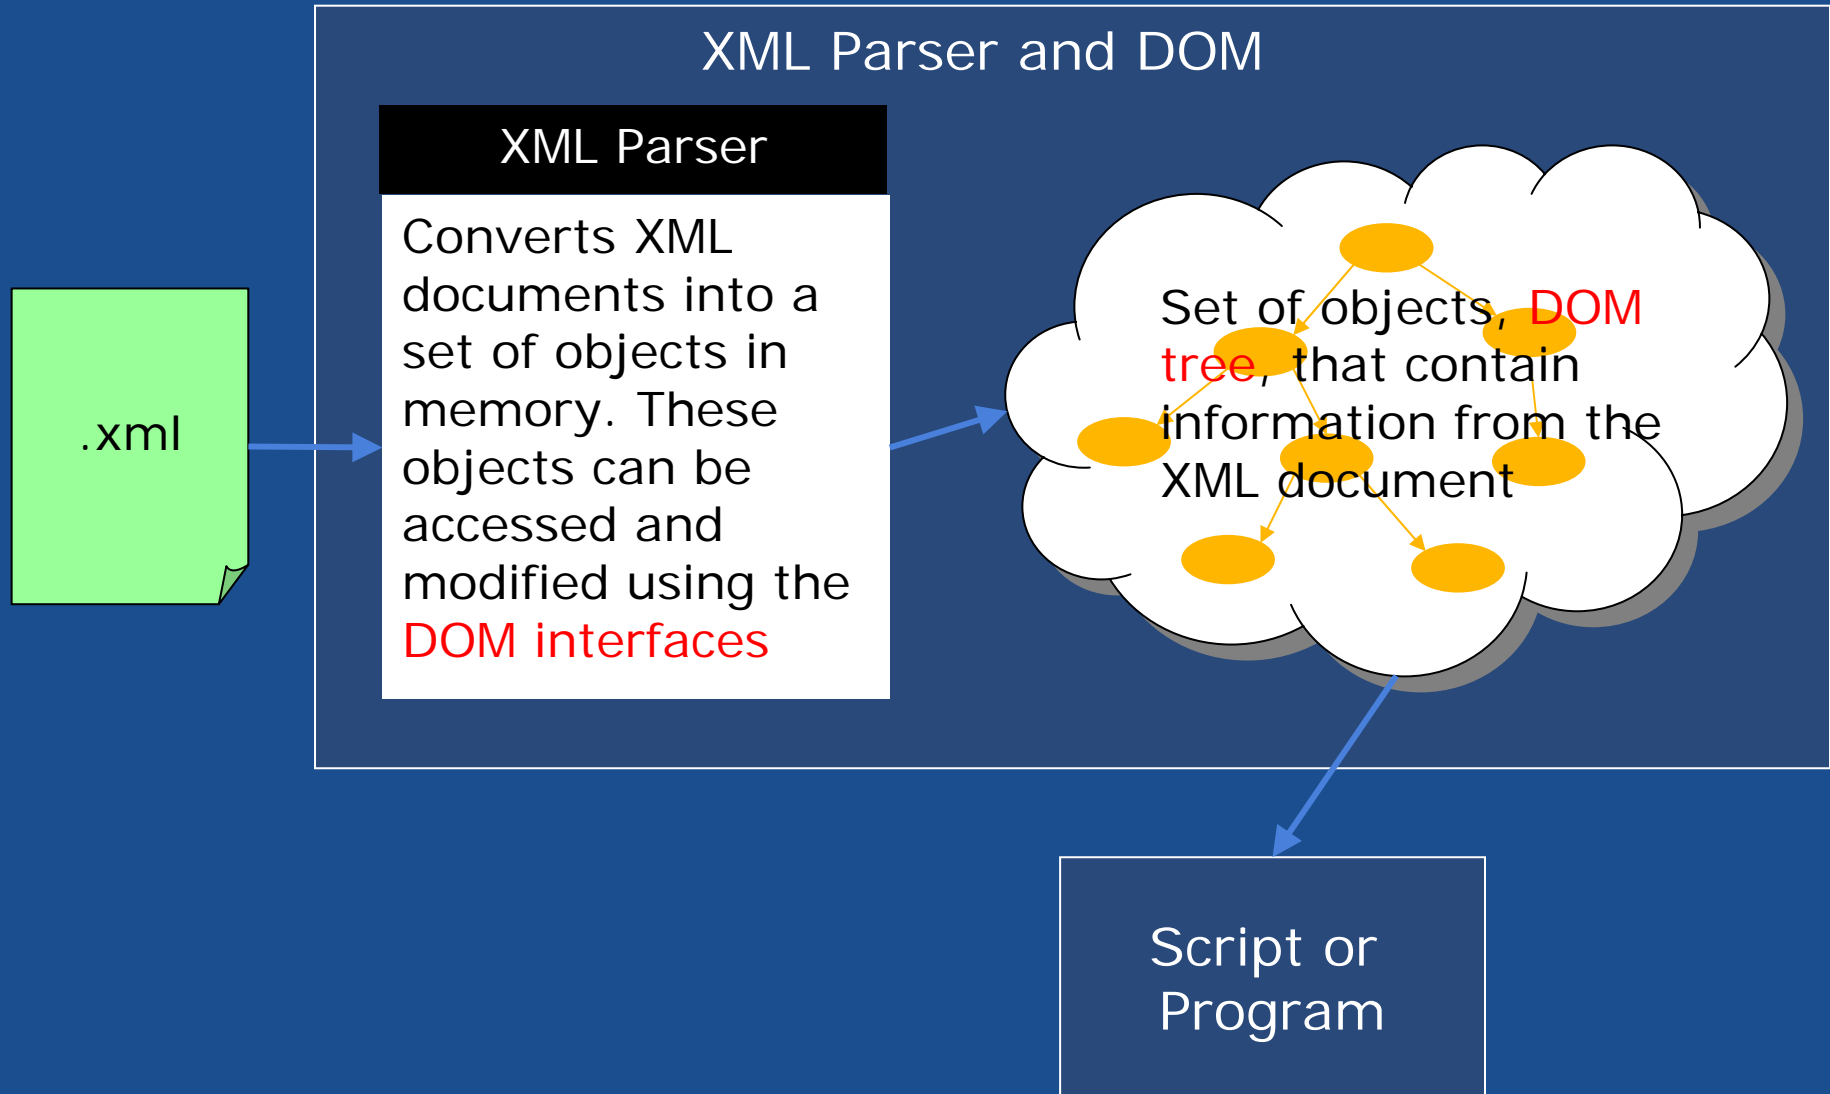 XML Parser and DOM
XML Parser
Converts XML
documents into a
set of objects in
memory. These
objects can be
accessed and
modified using the
DOM interfaces
.xml
Set of objects, DOM
tree, that contain
information from the
XML document
Script or
Program